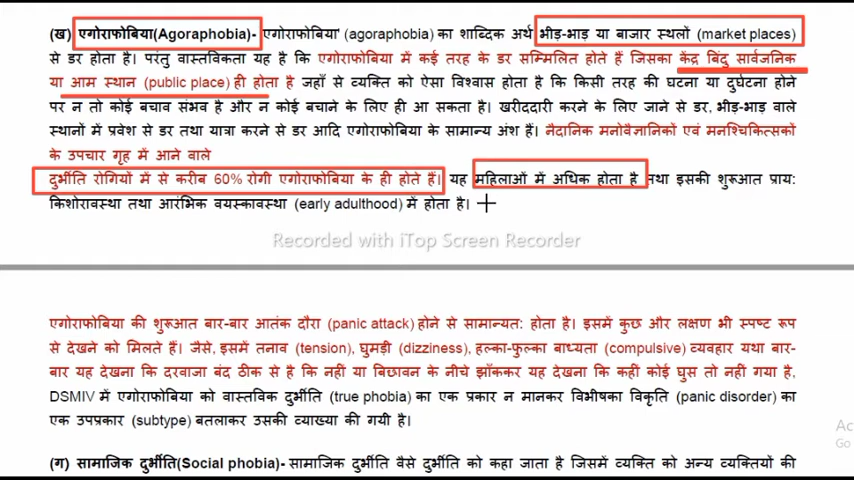 (ख) एगोराफोबिया(Agoraphobia)- एगोराफोबिया' (agoraphobia) का शाब्दिक अर्थ भीड़-भाड़ या बाजार स्थलों (market places)
से डर होता है। परंतु वास्तविकता यह है कि एगोराफोबिया में कई तरह के डर सम्मिलित होते हैं जिसका केंद्र बिंदु सार्वजनिक
या आम स्थान (public place) ही होता है जहाँ से व्यक्ति को ऐसा विश्वास होता है कि किसी तरह की घटना या दुर्घटना होने
पर न तो कोई बचाव संभव है और न कोई बचाने के लिए ही आ सकता है। खरीददारी करने के लिए जाने से डर, भीड़-भाड़ वाले
स्थानों में प्रवेश से डर तथा यात्रा करने से डर आदि एगोराफोबिया के सामान्य अंश हैं। नैदानिक मनोवैज्ञानिकों एवं मनश्चिकित्सकों
के उपचार गृह में आने वाले
दुर्भीति रोगियों में से करीब 60% रोगी एगोराफोबिया के ही होते हैं। यह महिलाओं में अधिक होता है तथा इसकी शुरूआत प्राय:
किशोरावस्था तथा आरंभिक वयस्कावस्था (early adulthood) में होता है।
Recorded with iTop Screen Recorder
एगोराफोबिया की शुरूआत बार-बार आतंक दौरा (panic attack) होने से सामान्यत: होता है। इसमें कुछ और लक्षण भी स्पष्ट रूप
से देखने को मिलते हैं। जैसे, इसमें तनाव (tension), घुमड़ी (dizziness), हल्का-फुल्का बाध्यता (compulsive) व्यवहार यथा बार-
बार यह देखना कि दरवाजा बंद ठीक से है कि नहीं या बिछावन के नीचे झाँककर यह देखना कि कहीं कोई घुस तो नहीं गया है,
DSMIV में एगोराफोबिया को वास्तविक दुर्भीति (true phobia) का एक प्रकार न मानकर विभीषका विकृति (panic disorder) का
एक उपप्रकार (subtype) बतलाकर उसकी व्याख्या की गयी है।
(ग) सामाजिक दुर्भीति(Social phobia)- सामाजिक दुर्भीति वैसे दुर्भीति को कहा जाता है जिसमें व्यक्ति को अन्य व्यक्तियों की